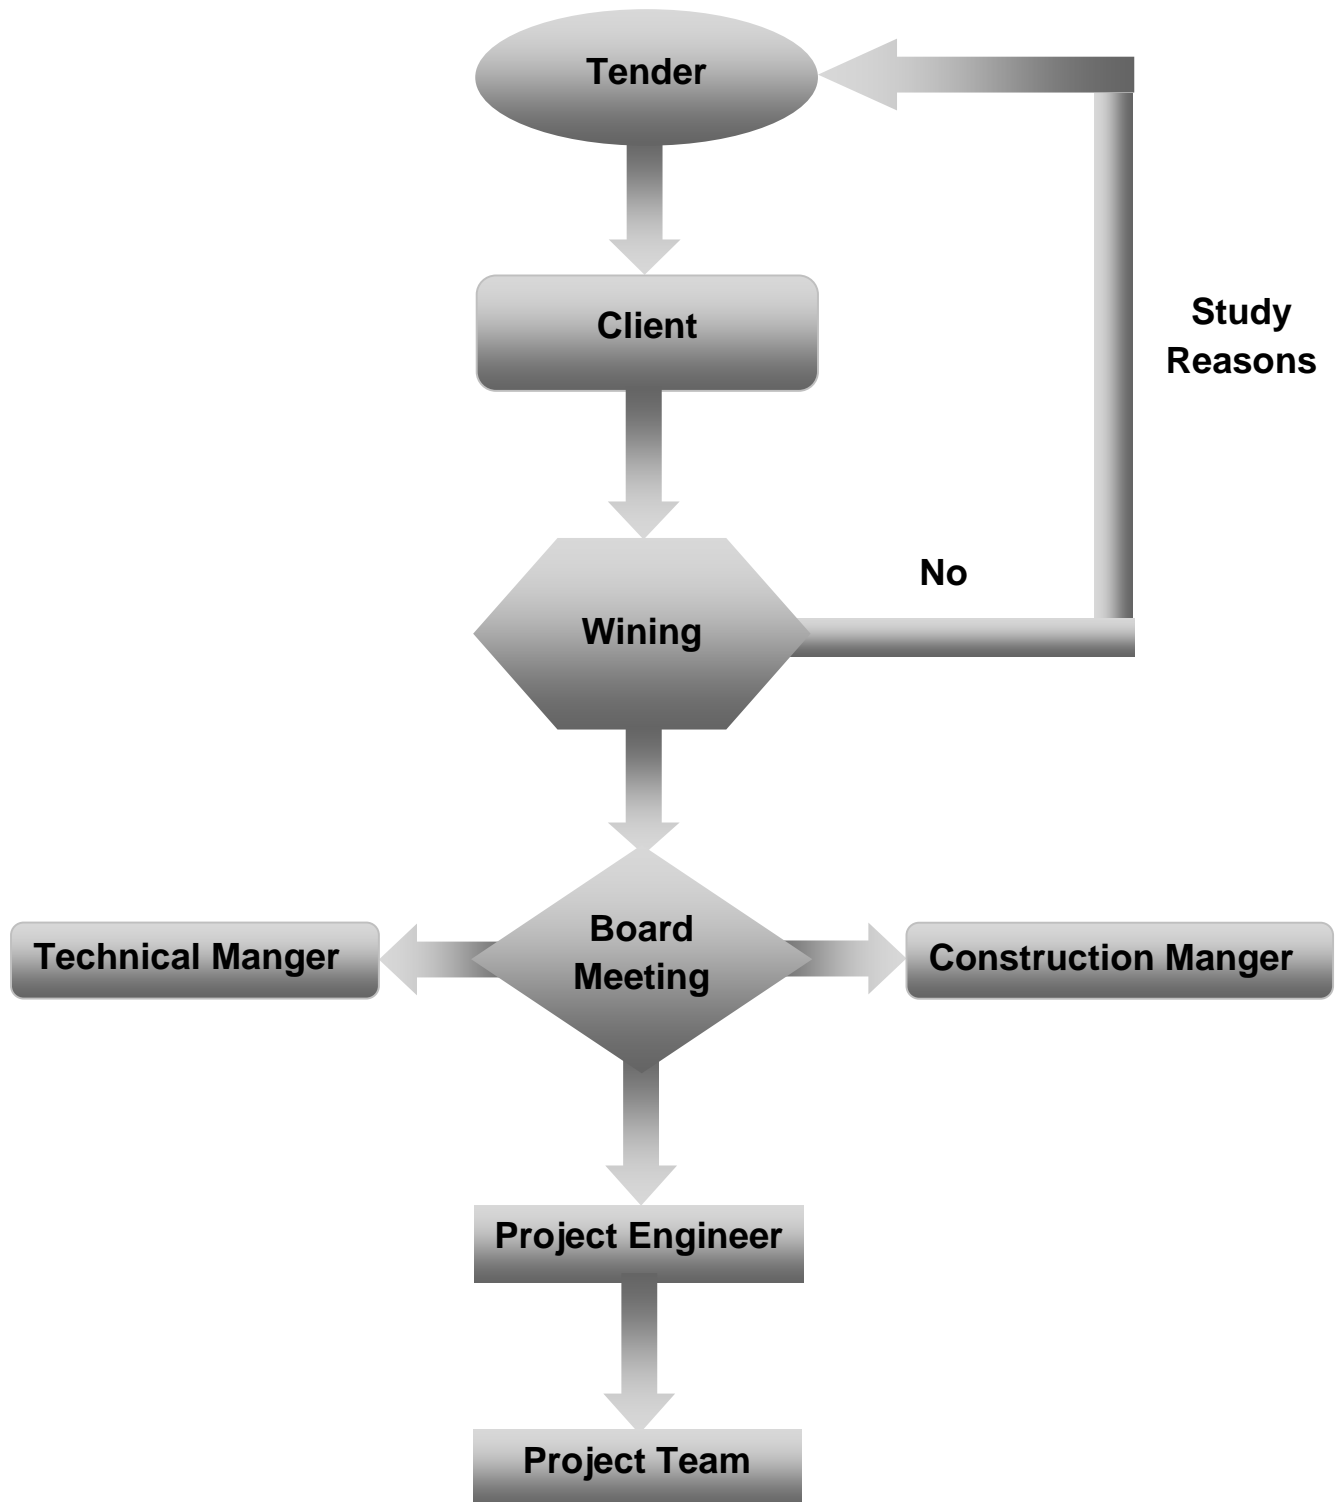 Tender
Client
Study
Reasons
No
Wining
Board
Meeting
Technical Manger
Construction Manger
Project Engineer
Project Team